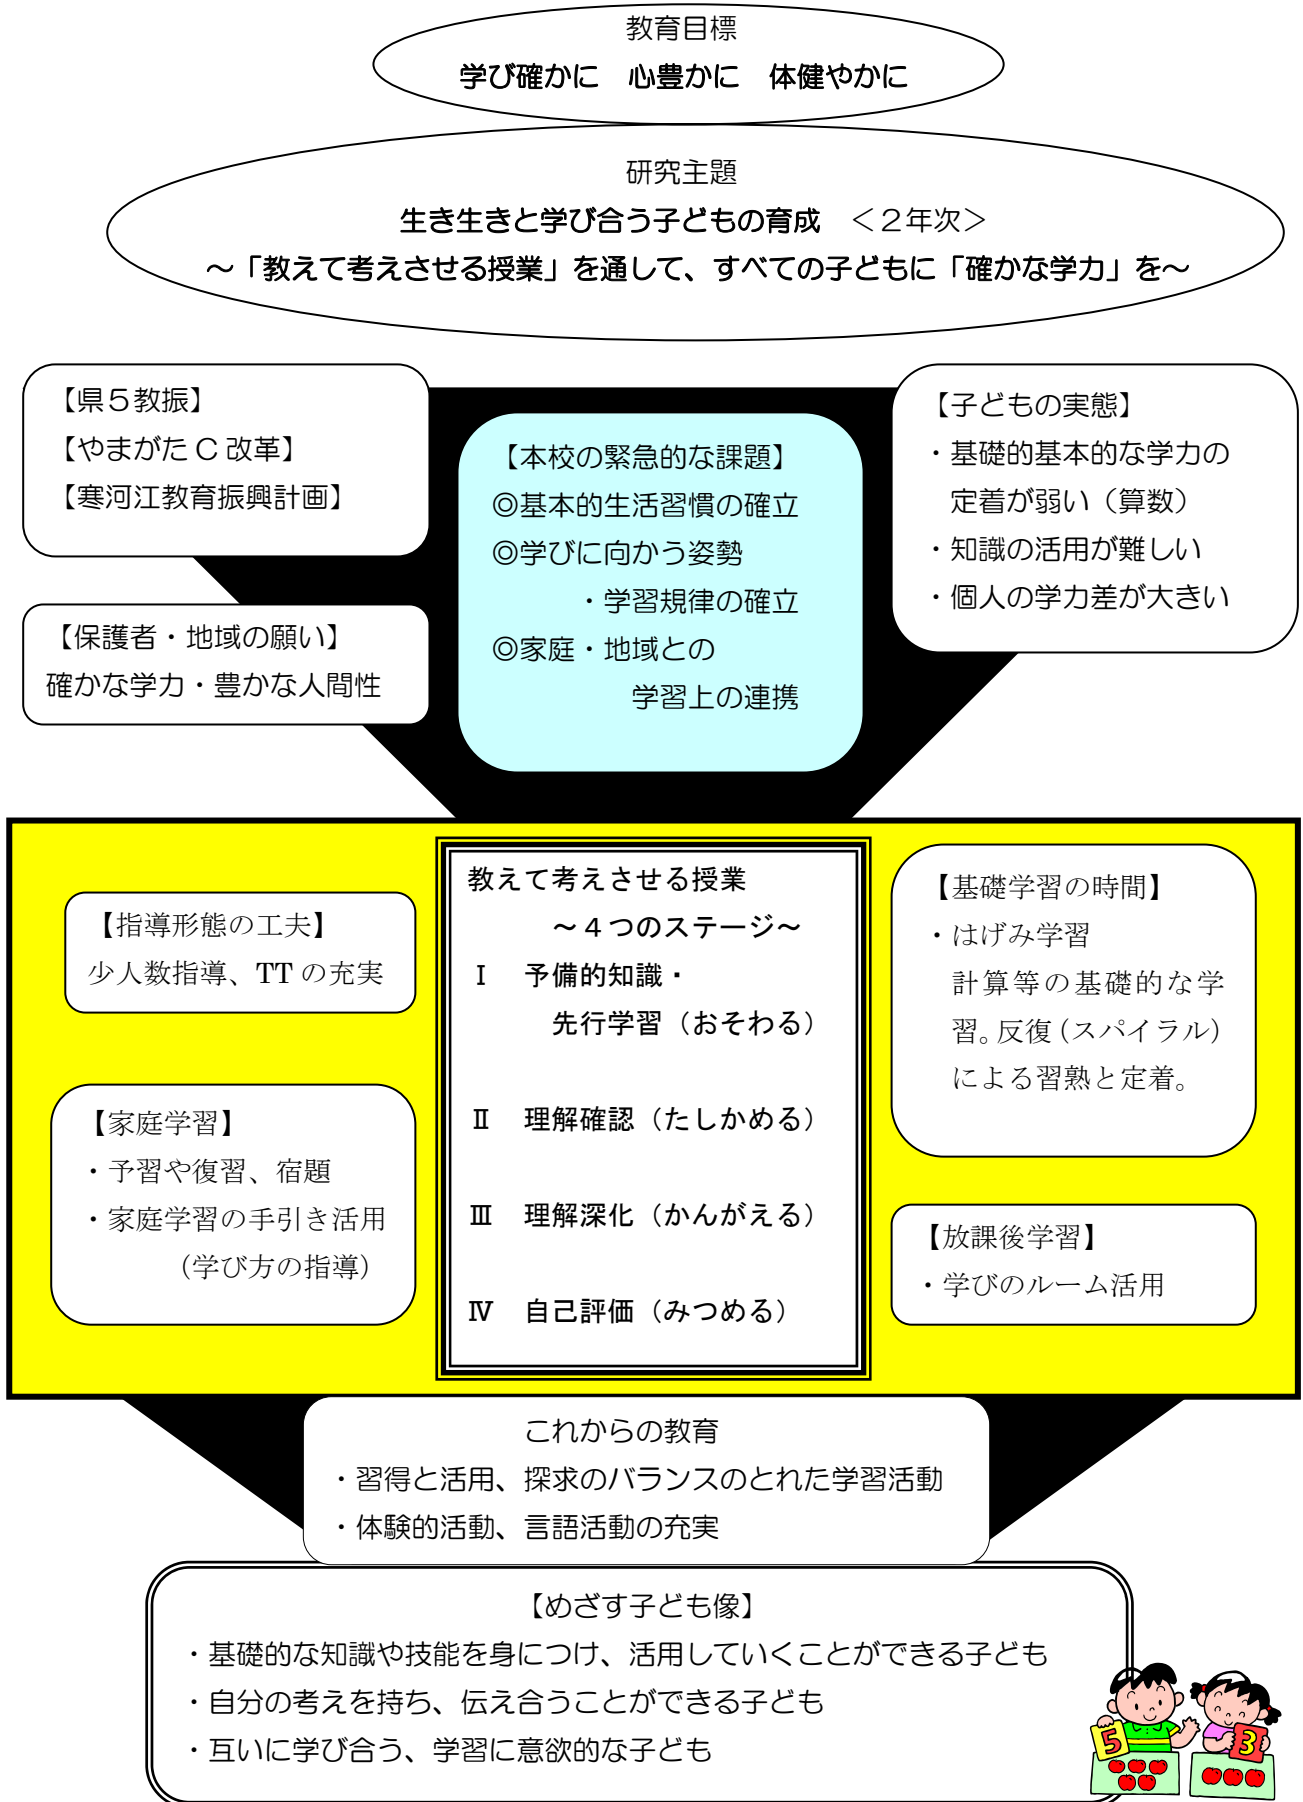 教育目標
学び確かに　心豊かに　体健やかに
研究主題
生き生きと学び合う子どもの育成　＜２年次＞
～「教えて考えさせる授業」を通して、すべての子どもに「確かな学力」を～
【県５教振】
【やまがた C 改革】
【寒河江教育振興計画】
【保護者・地域の願い】
確かな学力・豊かな人間性
【本校の緊急的な課題】
◎基本的生活習慣の確立
◎学びに向かう姿勢
・学習規律の確立
◎家庭・地域との
学習上の連携
【子どもの実態】
・基礎的基本的な学力の
定着が弱い（算数）
・知識の活用が難しい
・個人の学力差が大きい
【指導形態の工夫】
少人数指導、TT の充実
【家庭学習】
・予習や復習、宿題
・家庭学習の手引き活用
（学び方の指導）
教えて考えさせる授業
～４つのステージ～
Ⅰ　予備的知識・
先行学習（おそわる）
Ⅱ　理解確認（たしかめる）
Ⅲ　理解深化（かんがえる）
Ⅳ　自己評価（みつめる）
【基礎学習の時間】
・はげみ学習
計算等の基礎的な学
習。反復（スパイラル）
による習熟と定着。
【放課後学習】
・学びのルーム活用
これからの教育
・習得と活用、探求のバランスのとれた学習活動
・体験的活動、言語活動の充実
【めざす子ども像】
・基礎的な知識や技能を身につけ、活用していくことができる子ども
・自分の考えを持ち、伝え合うことができる子ども
・互いに学び合う、学習に意欲的な子ども
5
3